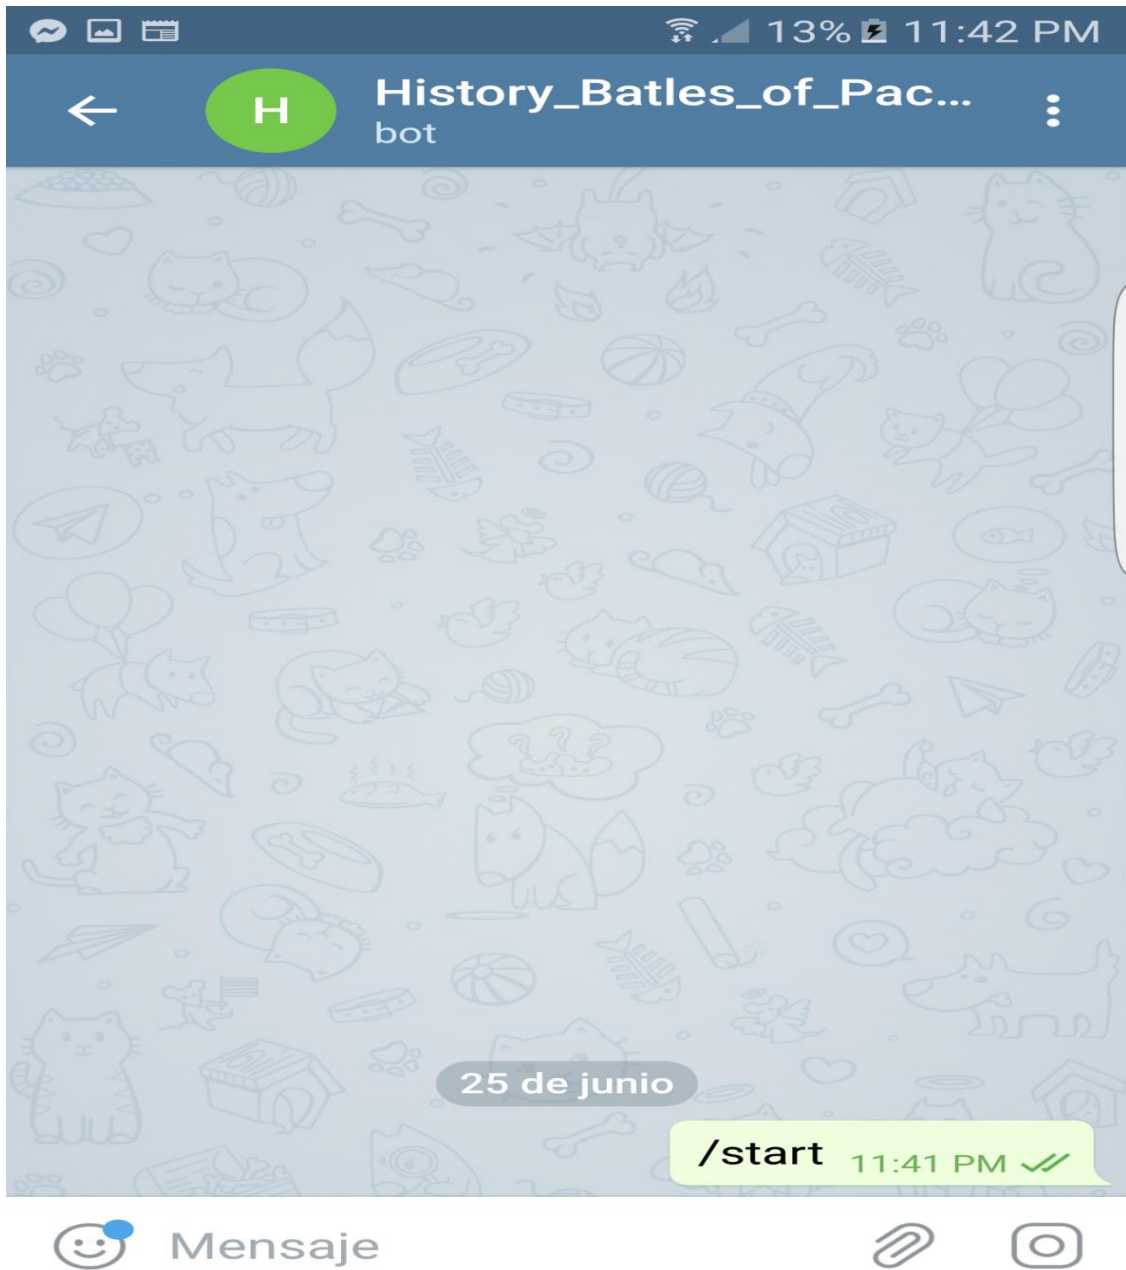 13% 11:42 PM
H
History_Batles_of_Pac...
bot
25 de junio
/start 11:41 PM
Mensaje